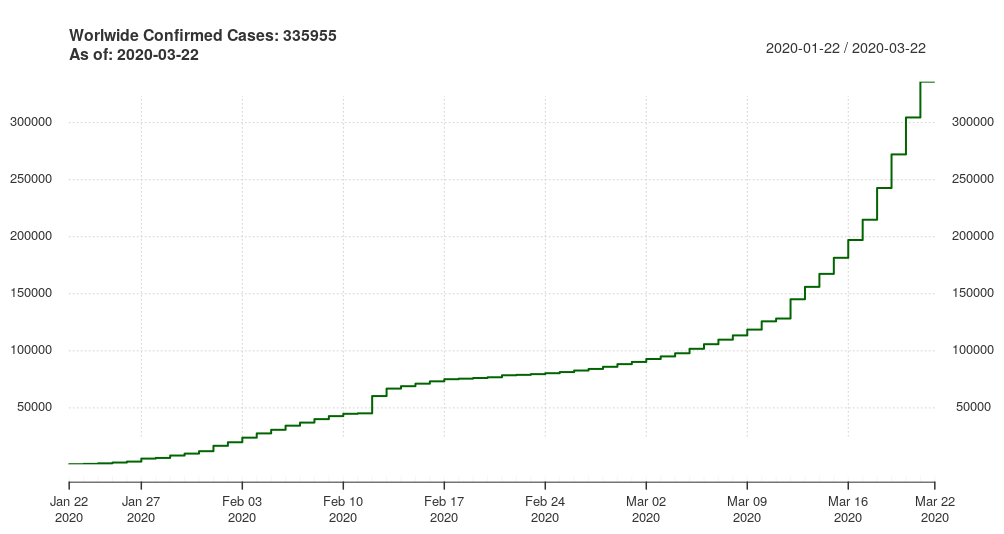 Worlwide Confirmed Cases: 335955
As of: 2020-03-22
2020-01-22 / 2020-03-22
300000 300000
250000 250000
200000 200000
150000 150000
100000 100000
50000 50000
Jan 22 Jan 27 Feb 03 Feb 10 Feb 17 Feb 24 Mar 02 Mar 09 Mar 16 Mar 22
2020 2020 2020 2020 2020 2020 2020 2020 2020 2020